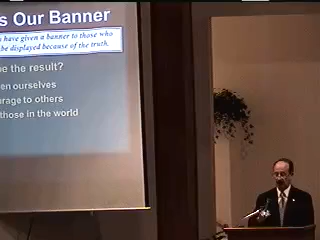 s Our Banner
have given a banner to those who
be displayed because of the truth.
e the result?
en ourselves
urage to others
those in the world